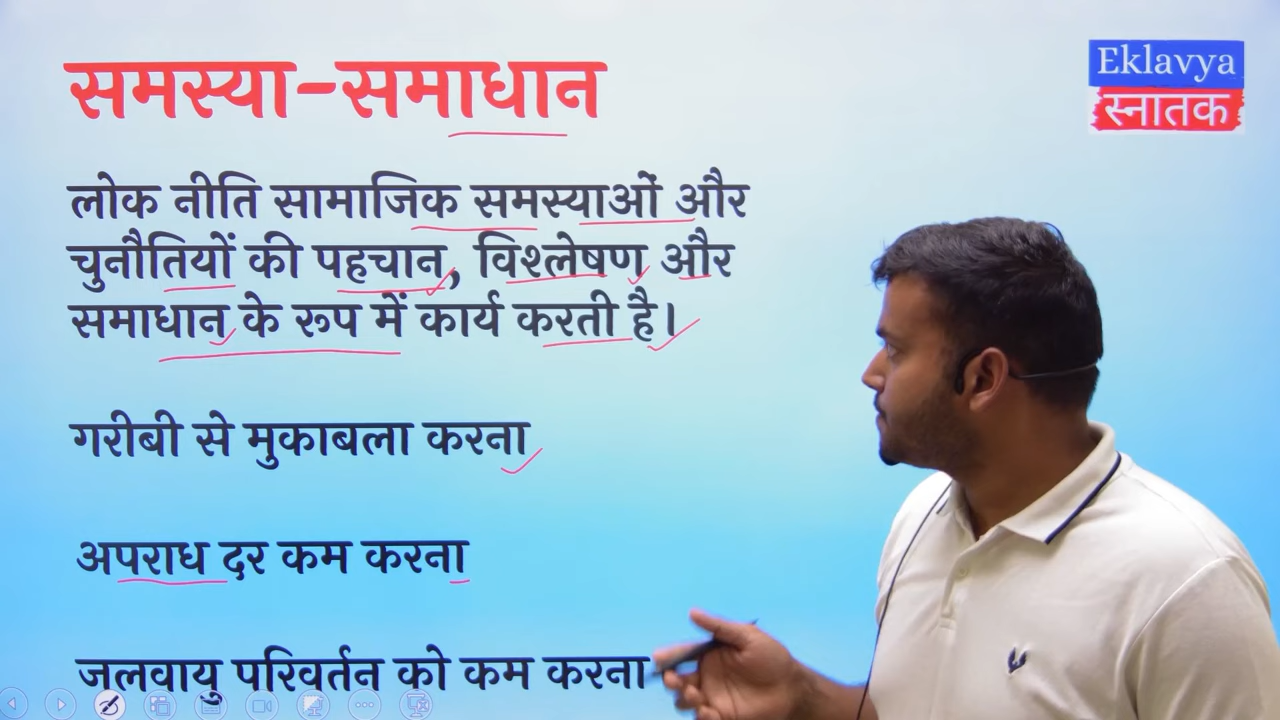 समस्या-समाधान
Eklavya
स्नातक
लोक नीति सामाजिक समस्याओं और
चुनौतियों की पहचान, विश्लेषण और
समाधान के रूप में कार्य करती है।
गरीबी से मुकाबला करना
अपराध दर कम करना
जलवायु परिवर्तन को कम करना